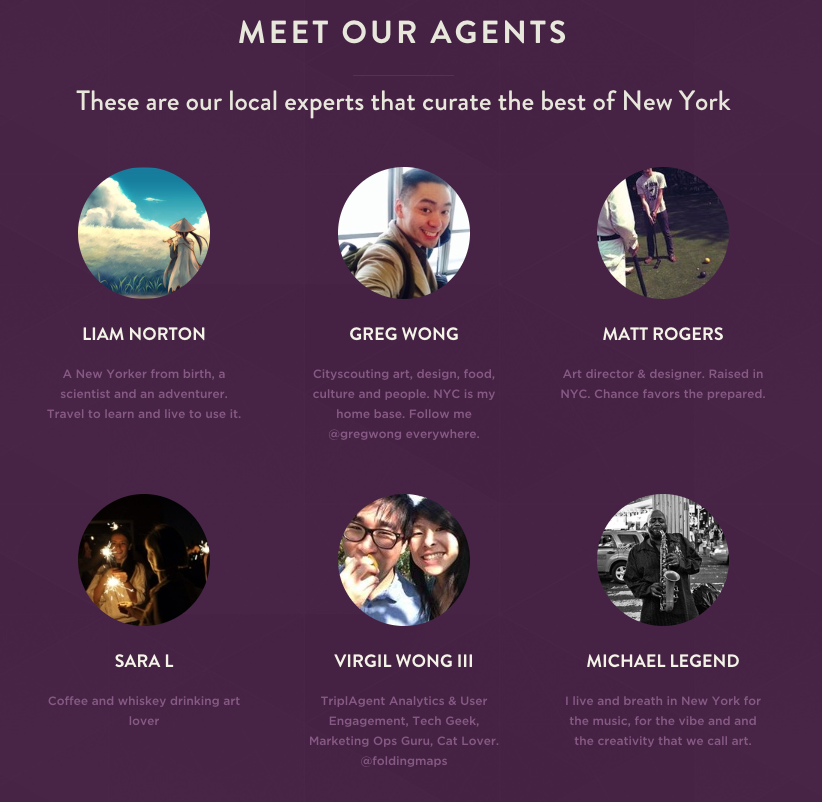 MEET OUR AGENTS
These are our local experts that curate the best of New York
LIAM NORTON
A New Yorker from birth, a
scientist and an adventurer.
Travel to learn and live to use it.
GREG WONG
Cityscouting art, design, food,
culture and people. NYC is my
home base. Follow me
@gregwong everywhere.
MATT ROGERS
Art director & designer. Raised in
NYC. Chance favors the prepared.
SARA L
Coffee and whiskey drinking art
lover
VIRGIL WONG III
TriplAgent Analytics & User
Engagement, Tech Geek,
Marketing Ops Guru, Cat Lover.
@foldingmaps
MICHAEL LEGEND
I live and breath in New York for
the music, for the vibe and and
the creativity that we call art.